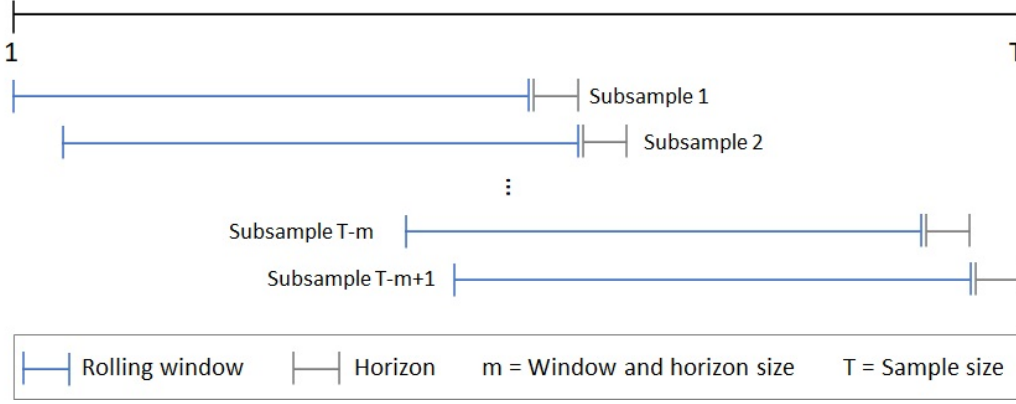 1 T
Subsample 1
Subsample 2
⋮
Subsample T-m
Subsample T-m+1
Rolling window Horizon m = Window and horizon size T = Sample size